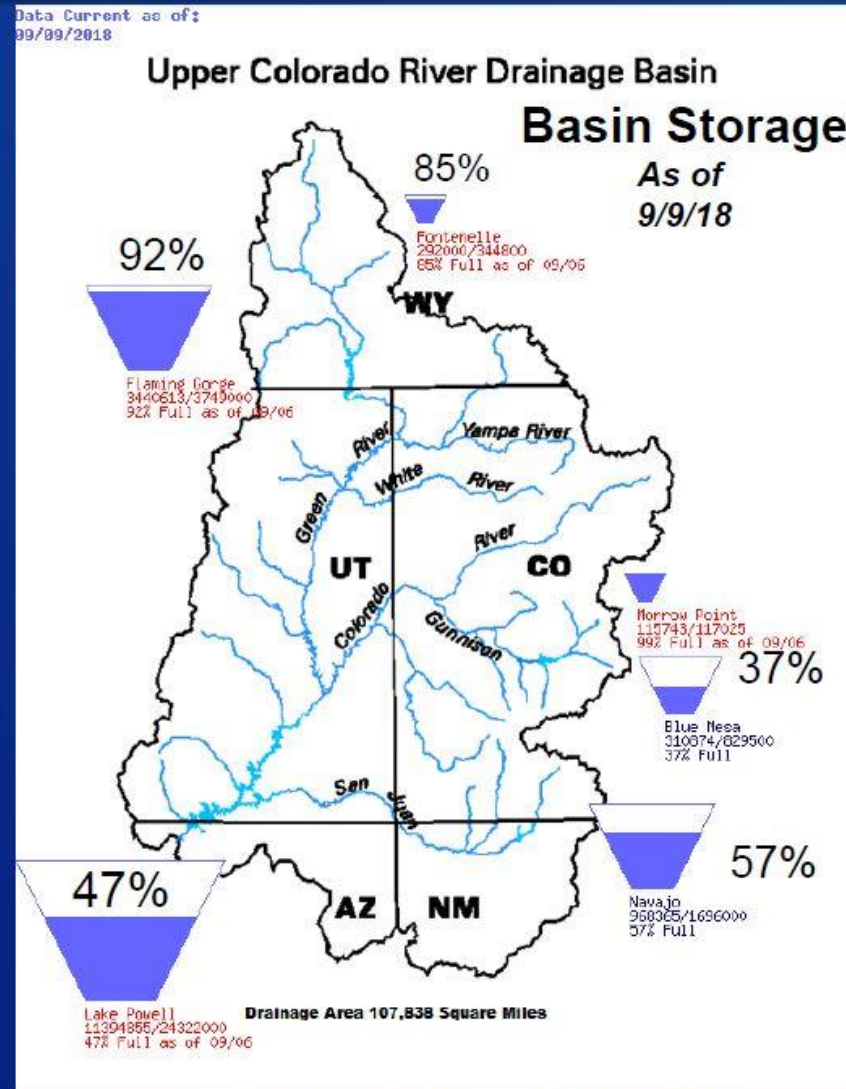 Data Current as of:
09/09/2018
Upper Colorado River Drainage Basin
Basin Storage
As of
9/9/18
85%
Fontenelle
292000/344800
85% Full as of 09/06
92%
Flaming Gorge
3440613/3749000
92% Full as of 09/06
WY
Yampa River
Green River
White River
River
UT
CO
Colorado
Gunnison
Morrow Point
115743/117025
99% Full as of 09/06
37%
Blue Mesa
310874/829500
37% Full
San Juan
57%
Navajo
968365/1696000
57% Full
47%
Lake Powell
11394855/24322000
47% Full as of 09/06
AZ
NM
Drainage Area 107,838 Square Miles